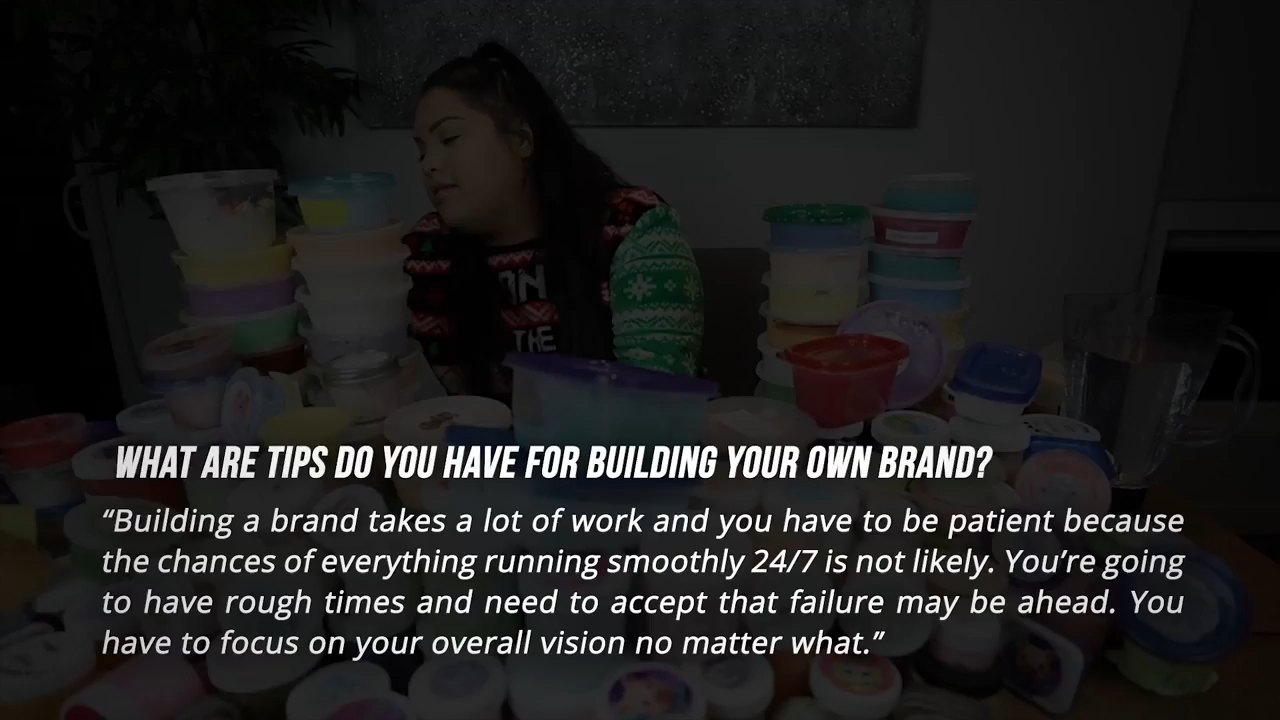 ON
THE
WHAT ARE TIPS DO YOU HAVE FOR BUILDING YOUR OWN BRAND?
“Building a brand takes a lot of work and you have to be patient because
the chances of everything running smoothly 24/7 is not likely. You’re going
to have rough times and need to accept that failure may be ahead. You
have to focus on your overall vision no matter what.”